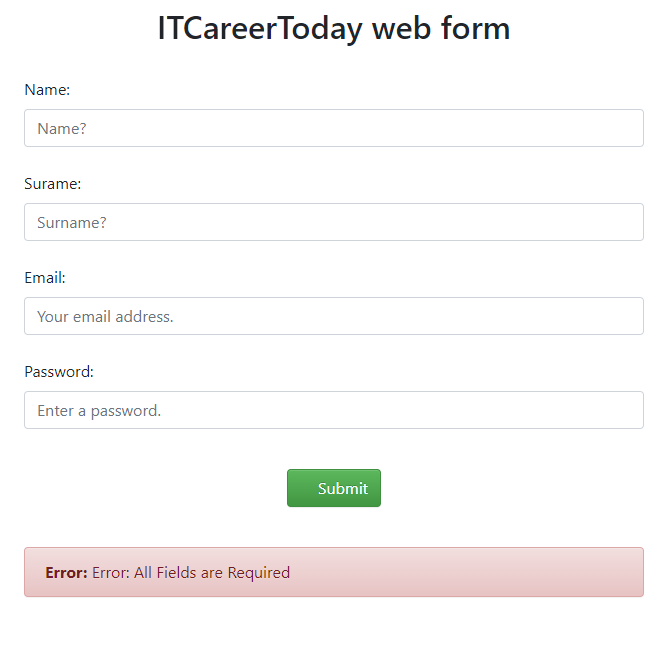 ITCareerToday web form
Name:
Name?
Surame:
Surname?
Email:
Your email address.
Password:
Enter a password.
Submit
Error: Error: All Fields are Required